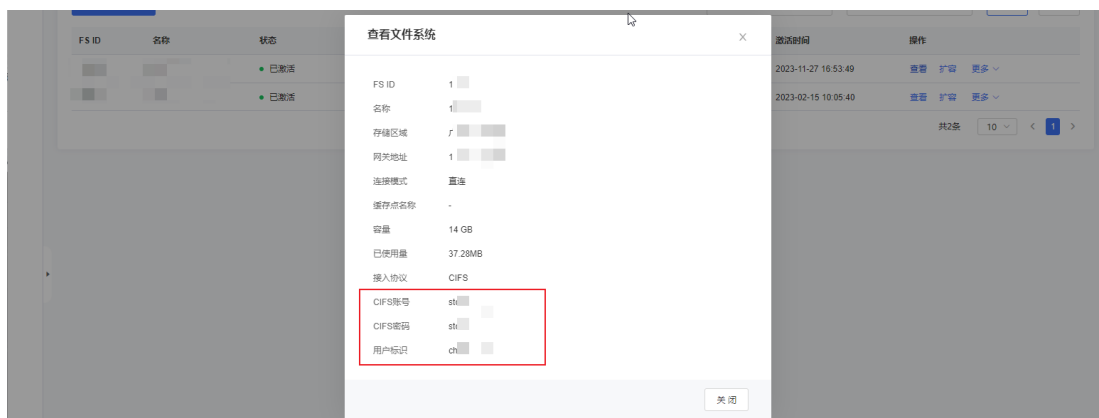 查看文件系统
FS ID 名称 状态 激活时间 操作
已激活 2023-11-27 16:53:49 查看 扩容 更多
已激活 2023-02-15 10:05:40 查看 扩容 更多
共2条 10 1
FS ID 1
名称 1
存储区域
网关地址 1
连接模式 直连
缓存点名称 -
容量 14 GB
已使用量 37.28MB
接入协议 CIFS
CIFS账号 st
CIFS密码 st
用户标识 ch
关闭